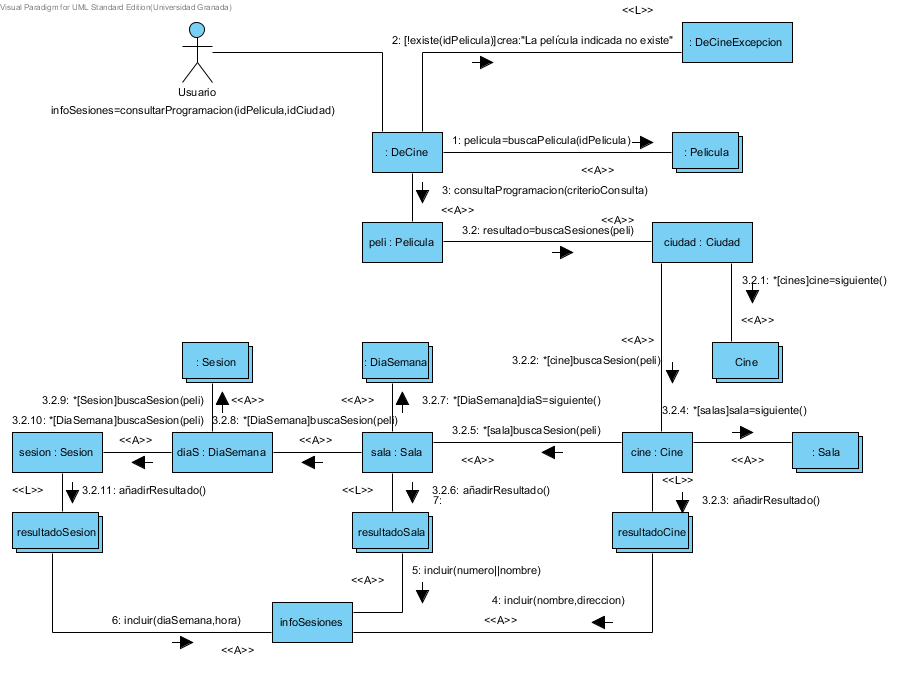 Visual Paradigm for UML Standard Edition(Universidad Granada)
<<L>>
2: [!existe(idPelicula)]crea:"La película indicada no existe"
: DeCineExcepcion
Usuario
infoSesiones=consultarProgramacion(idPelicula,idCiudad)
: DeCine
1: pelicula=buscaPelicula(idPelicula)
: Pelicula
<<A>>
3: consultaProgramacion(criterioConsulta)
<<A>>
<<A>>
3.2: resultado=buscaSesiones(peli)
peli : Pelicula
ciudad : Ciudad
3.2.1: *[cines]cine=siguiente()
<<A>>
<<A>>
3.2.2: *[cine]buscaSesion(peli)
Cine
: Sesion
: DiaSemana
3.2.9: *[Sesion]buscaSesion(peli)
<<A>>
<<A>>
3.2.7: *[DiaSemana]diaS=siguiente()
3.2.10: *[DiaSemana]buscaSesion(peli)
3.2.8: *[DiaSemana]buscaSesion(peli)
3.2.4: *[salas]sala=siguiente()
3.2.5: *[sala]buscaSesion(peli)
<<A>>
<<A>>
sesion : Sesion
diaS : DiaSemana
sala : Sala
cine : Cine
: Sala
<<A>>
<<A>>
<<L>>
<<L>>
3.2.11: añadirResultado()
<<L>>
3.2.6: añadirResultado()
7:
3.2.3: añadirResultado()
resultadoSesion
resultadoSala
resultadoCine
5: incluir(numero||nombre)
<<A>>
4: incluir(nombre,direccion)
6: incluir(diaSemana,hora)
infoSesiones
<<A>>
<<A>>